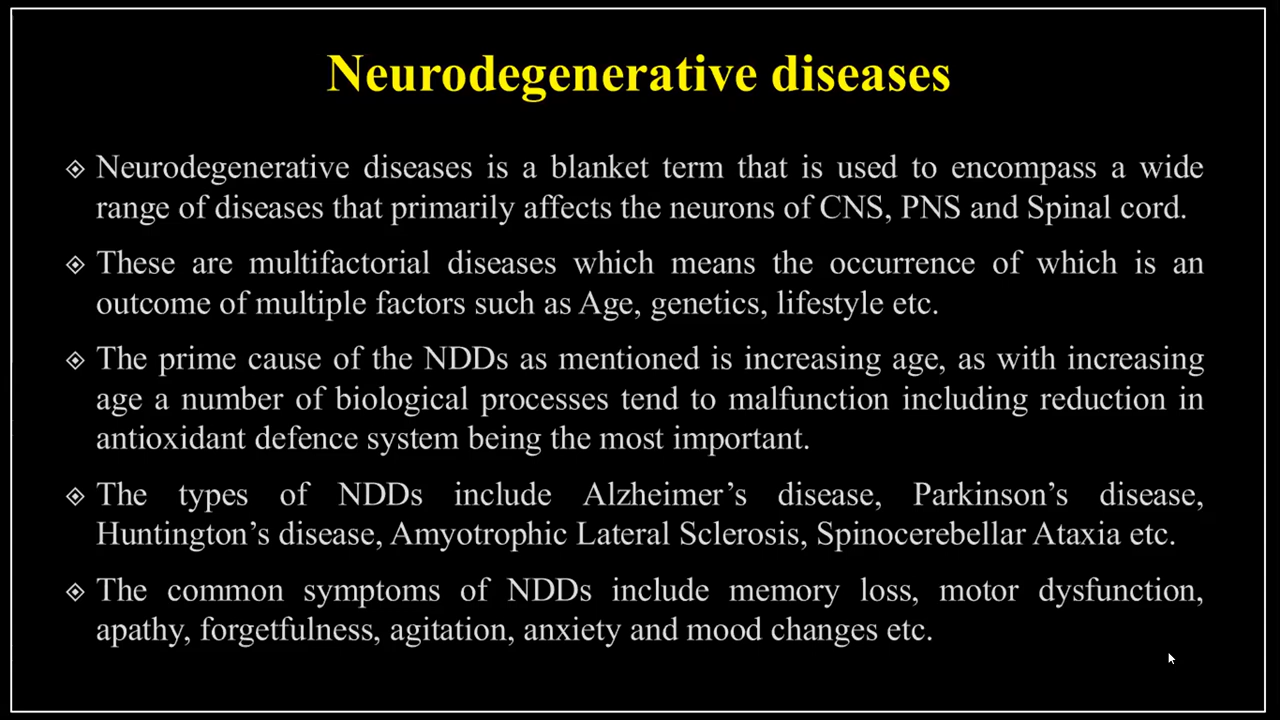 Neurodegenerative diseases
Neurodegenerative diseases is a blanket term that is used to encompass a wide
range of diseases that primarily affects the neurons of CNS, PNS and Spinal cord.
These are multifactorial diseases which means the occurrence of which is an
outcome of multiple factors such as Age, genetics, lifestyle etc.
The prime cause of the NDDs as mentioned is increasing age, as with increasing
age a number of biological processes tend to malfunction including reduction in
antioxidant defence system being the most important.
The types of NDDs include Alzheimer’s disease, Parkinson’s disease,
Huntington’s disease, Amyotrophic Lateral Sclerosis, Spinocerebellar Ataxia etc.
The common symptoms of NDDs include memory loss, motor dysfunction,
apathy, forgetfulness, agitation, anxiety and mood changes etc.